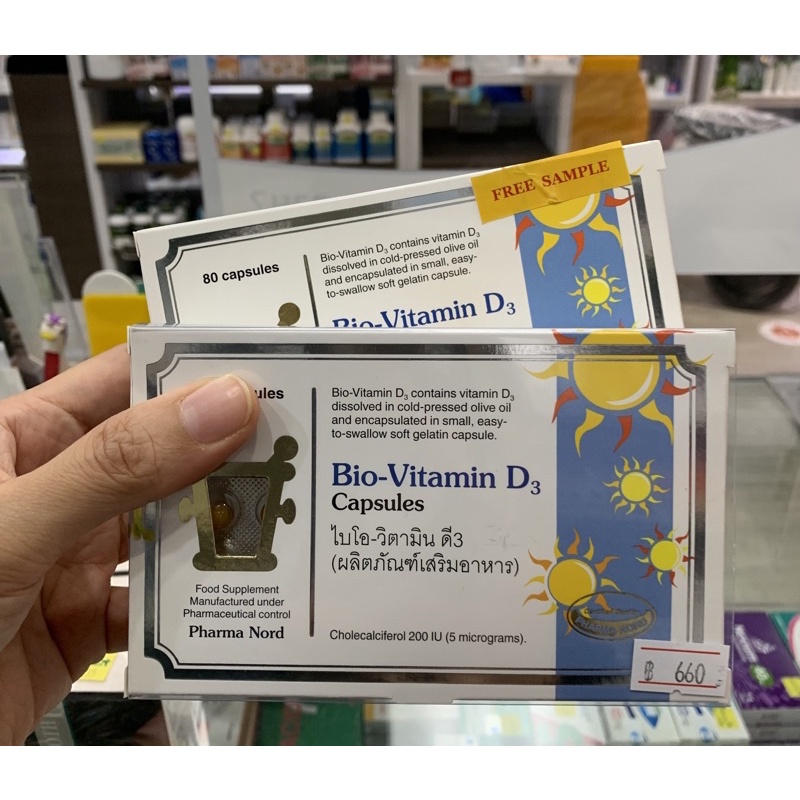 FREE SAMPLE
80 capsules
Bio-Vitamin D₃ contains vitamin D₃
dissolved in cold-pressed olive oil
and encapsulated in small, easy-
to-swallow soft gelatin capsule.
Bio-Vitamin D₃
Bio-Vitamin D₃ contains vitamin D₃
dissolved in cold-pressed olive oil
and encapsulated in small, easy-
to-swallow soft gelatin capsule.
Bio-Vitamin D₃
Capsules
ไบโอ-วิตามิน ดี3
(ผลิตภัณฑ์เสริมอาหาร)
Food Supplement
Manufactured under
Pharmaceutical control
Pharma Nord
Cholecalciferol 200 IU (5 micrograms).
PHARMA NORD
฿ 660